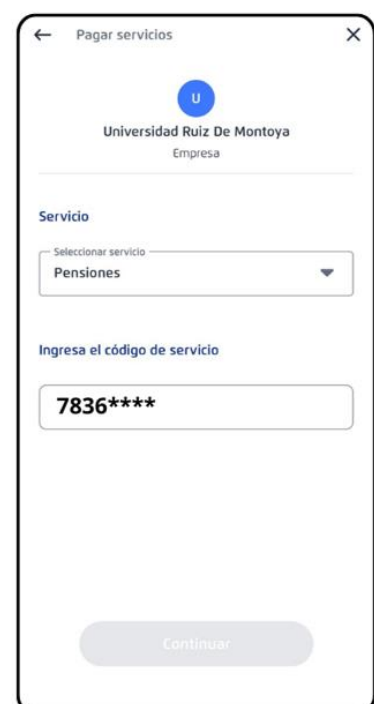 Pagar servicios
U
Universidad Ruiz De Montoya
Empresa
Servicio
Seleccionar servicio
Pensiones
Ingresa el código de servicio
7836****
Continuar